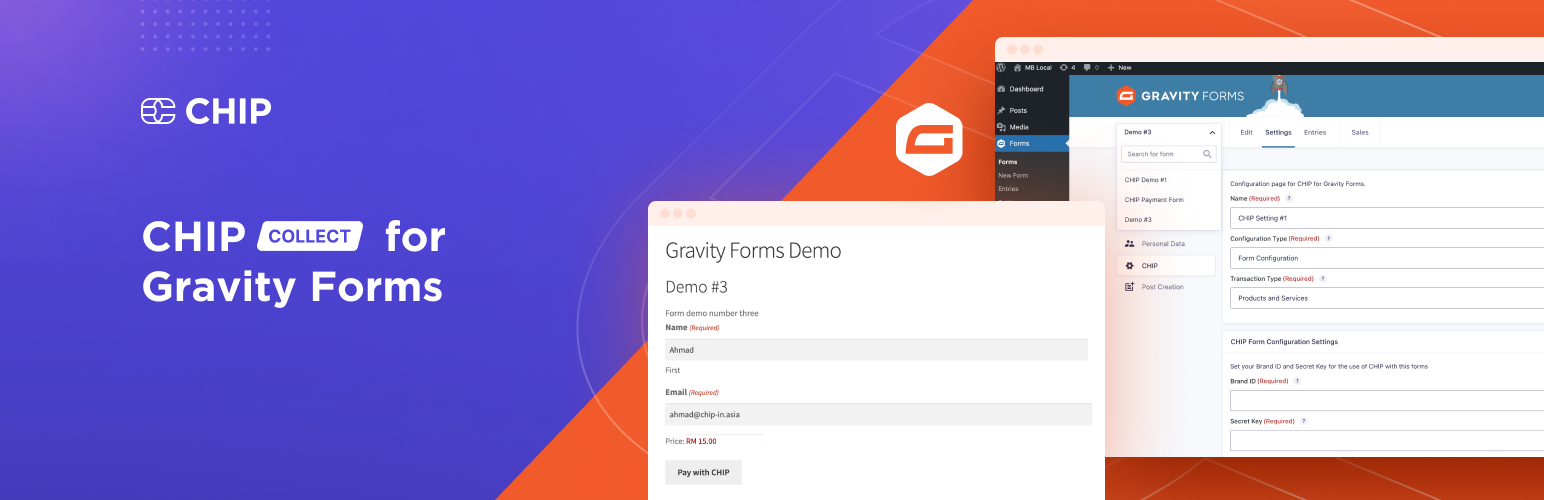 CHIP
CHIP COLLECT for
Gravity Forms
Gravity Forms Demo
Demo #3
Form demo number three
Name (Required)
Ahmad
First
Email (Required)
ahmad@chip-in.asia
Price: RM 15.00
Pay with CHIP
MB Local 4 0 + New
Dashboard
Posts
Media
Forms
Forms
New Form
Entries
GRAVITY FORMS
Demo #3
Search for form
CHIP Demo #1
CHIP Payment Form
Demo #3
Personal Data
CHIP
Post Creation
Edit Settings Entries Sales
Configuration page for CHIP for Gravity Forms.
Name (Required) ?
CHIP Setting #1
Configuration Type (Required) ?
Form Configuration
Transaction Type (Required) ?
Products and Services
CHIP Form Configuration Settings
Set your Brand ID and Secret Key for the use of CHIP with this forms
Brand ID (Required) ?
Secret Key (Required) ?